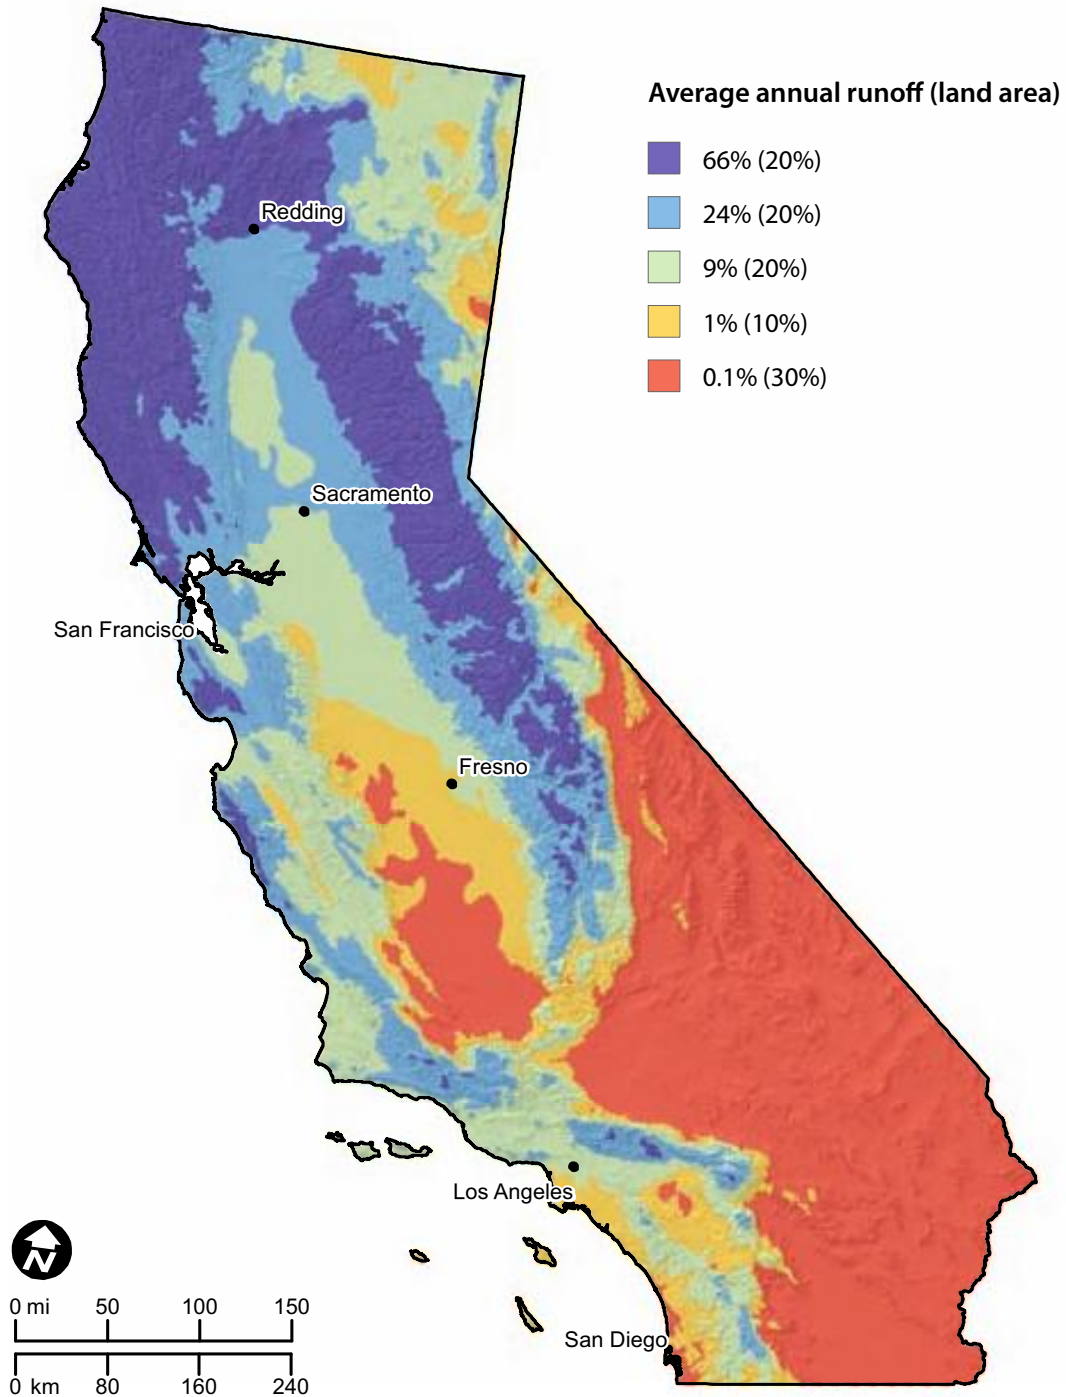 Average annual runoff (land area)
66% (20%)
24% (20%)
9% (20%)
1% (10%)
0.1% (30%)
Redding
Sacramento
San Francisco
Fresno
Los Angeles
San Diego
N
0 mi 50 100 150
0 km 80 160 240